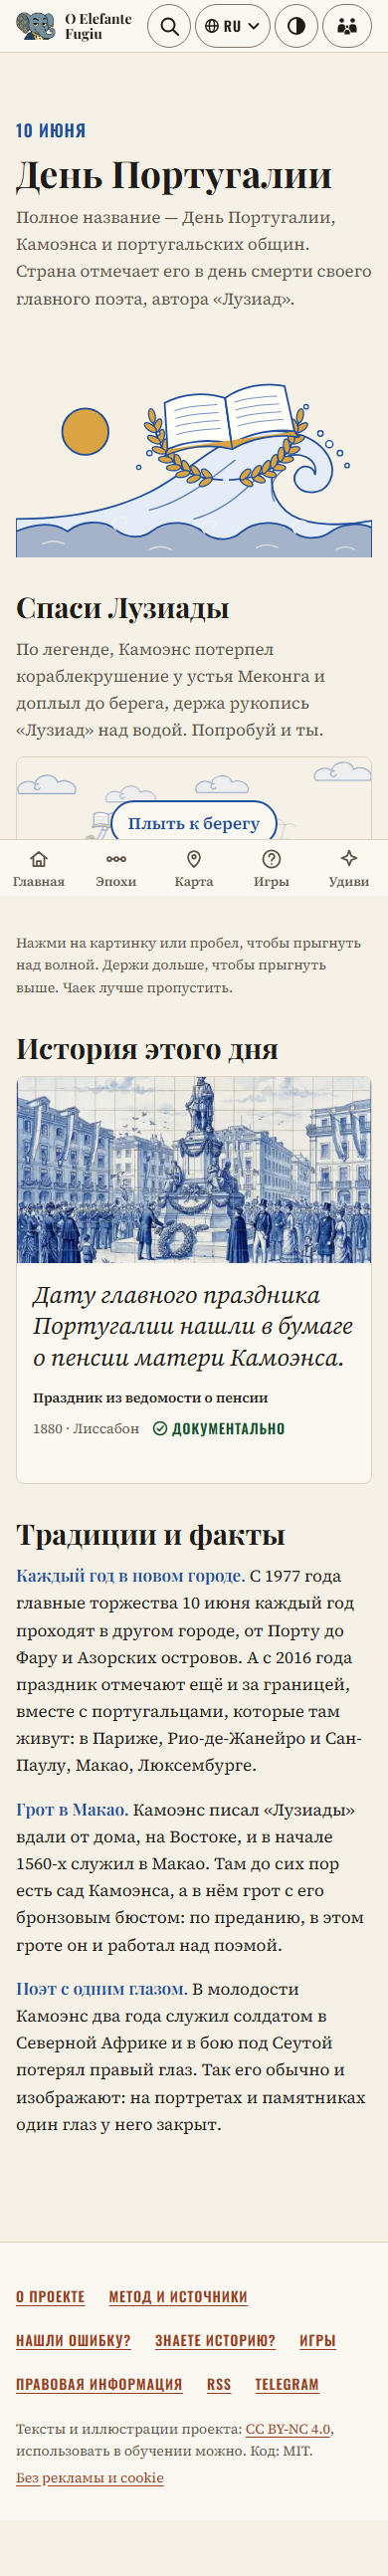 O Elefante
Fugiu
RU
10 ИЮНЯ
День Португалии
Полное название — День Португалии,
Камоэнса и португальских общин.
Страна отмечает его в день смерти своего
главного поэта, автора «Лузиад».
Спаси Лузиады
По легенде, Камоэнс потерпел
кораблекрушение у устья Меконга и
доплыл до берега, держа рукопись
«Лузиад» над водой. Попробуй и ты.
Плыть к берегу
Главная Эпохи Карта Игры Удиви
Нажми на картинку или пробел, чтобы прыгнуть
над волной. Держи дольше, чтобы прыгнуть
выше. Чаек лучше пропустить.
История этого дня
Дату главного праздника
Португалии нашли в бумаге
о пенсии матери Камоэнса.
Праздник из ведомости о пенсии
1880 · Лиссабон ДОКУМЕНТАЛЬНО
Традиции и факты
Каждый год в новом городе. С 1977 года
главные торжества 10 июня каждый год
проходят в другом городе, от Порту до
Фару и Азорских островов. А с 2016 года
праздник отмечают ещё и за границей,
вместе с португальцами, которые там
живут: в Париже, Рио-де-Жанейро и Сан-
Паулу, Макао, Люксембурге.
Грот в Макао. Камоэнс писал «Лузиады»
вдали от дома, на Востоке, и в начале
1560-х служил в Макао. Там до сих пор
есть сад Камоэнса, а в нём грот с его
бронзовым бюстом: по преданию, в этом
гроте он и работал над поэмой.
Поэт с одним глазом. В молодости
Камоэнс два года служил солдатом в
Северной Африке и в бою под Сеутой
потерял правый глаз. Так его обычно и
изображают: на портретах и памятниках
один глаз у него закрыт.
О ПРОЕКТЕ МЕТОД И ИСТОЧНИКИ
НАШЛИ ОШИБКУ? ЗНАЕТЕ ИСТОРИЮ? ИГРЫ
ПРАВОВАЯ ИНФОРМАЦИЯ RSS TELEGRAM
Тексты и иллюстрации проекта: CC BY-NC 4.0,
использовать в обучении можно. Код: MIT.
Без рекламы и cookie